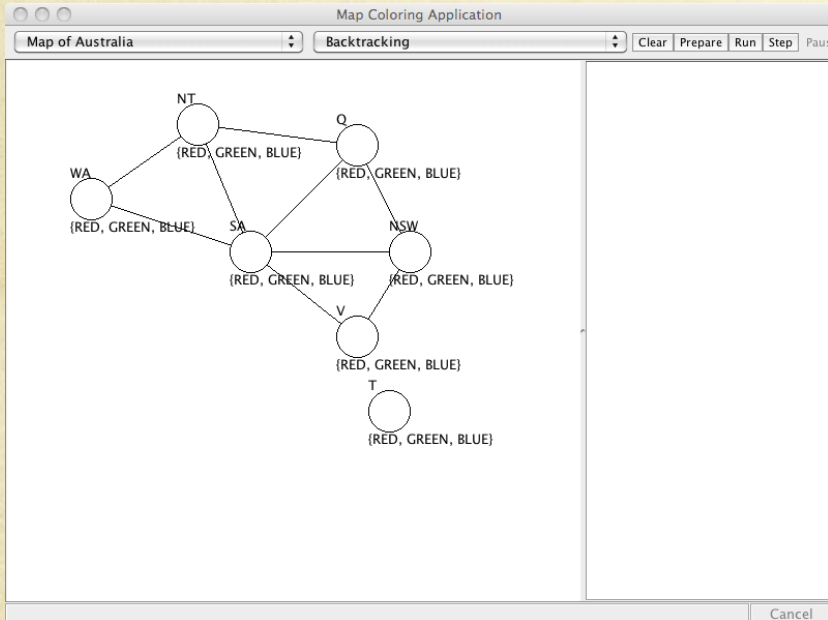 Map Coloring Application
Map of Australia Backtracking Clear Prepare Run Step Paus
NT
Q
{RED, GREEN, BLUE}
WA
{RED, GREEN, BLUE}
SA
NSW
{RED, GREEN, BLUE}
{RED, GREEN, BLUE}
{RED, GREEN, BLUE}
V
{RED, GREEN, BLUE}
T
{RED, GREEN, BLUE}
Cancel